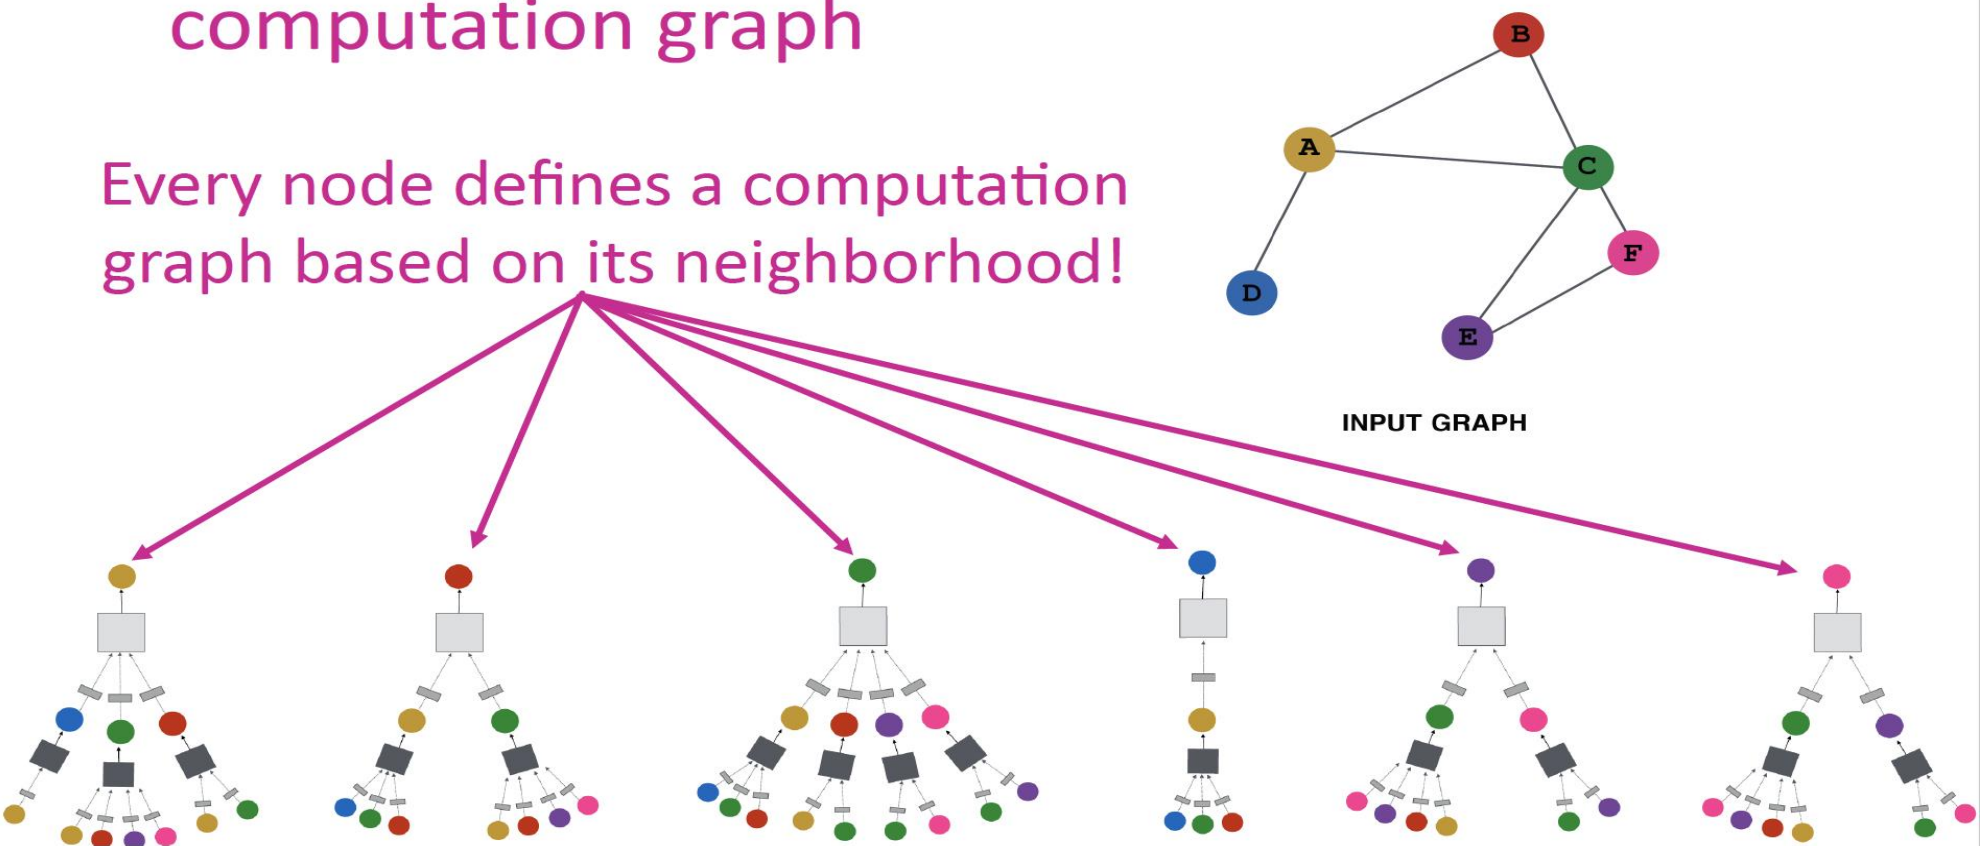 computation graph
Every node defines a computation
graph based on its neighborhood!
B
A
C
F
D
E
INPUT GRAPH